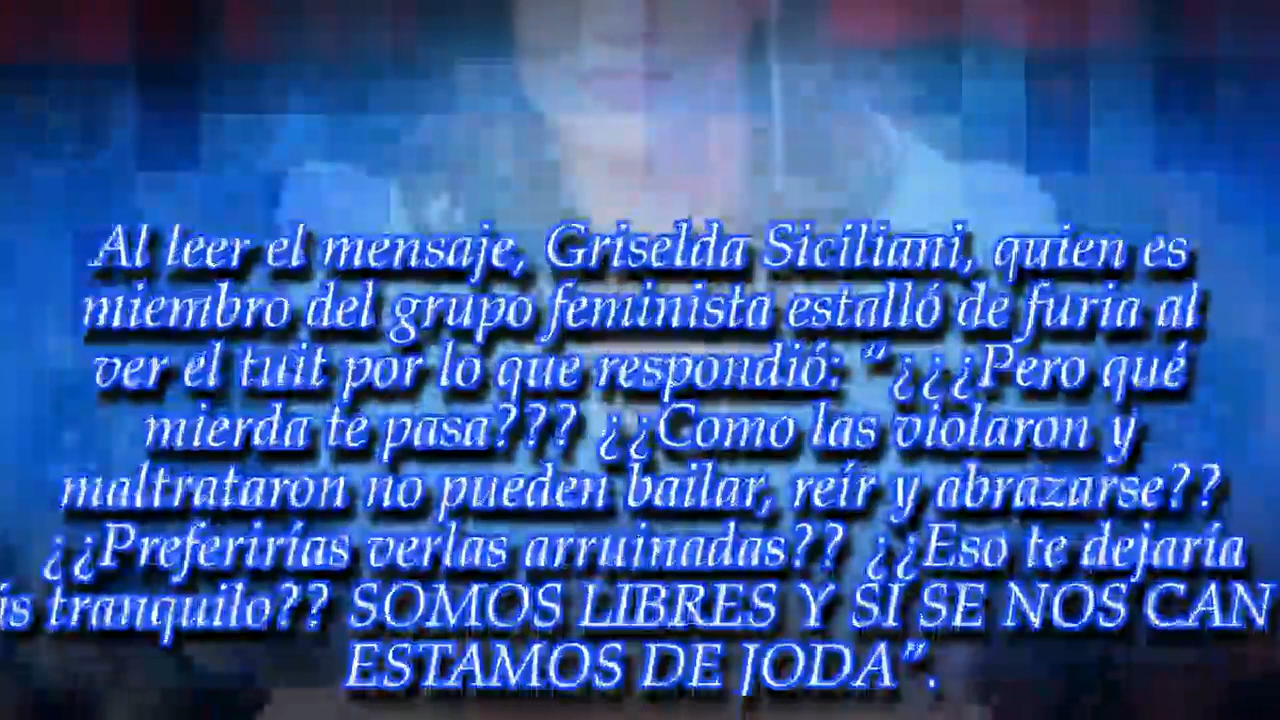 Al leer el mensaje, Griselda Siciliani, quien es
miembro del grupo feminista estalló de furia al
ver el tuit por lo que respondió: “¿¿¿Pero qué
mierda te pasa??? ¿¿Como las violaron y
maltrataron no pueden bailar, reír y abrazarse??
¿¿Preferirías verlas arruinadas?? ¿¿Eso te dejaría
tranquilo?? SOMOS LIBRES Y SI SE NOS
ESTAMOS DE JODA”.